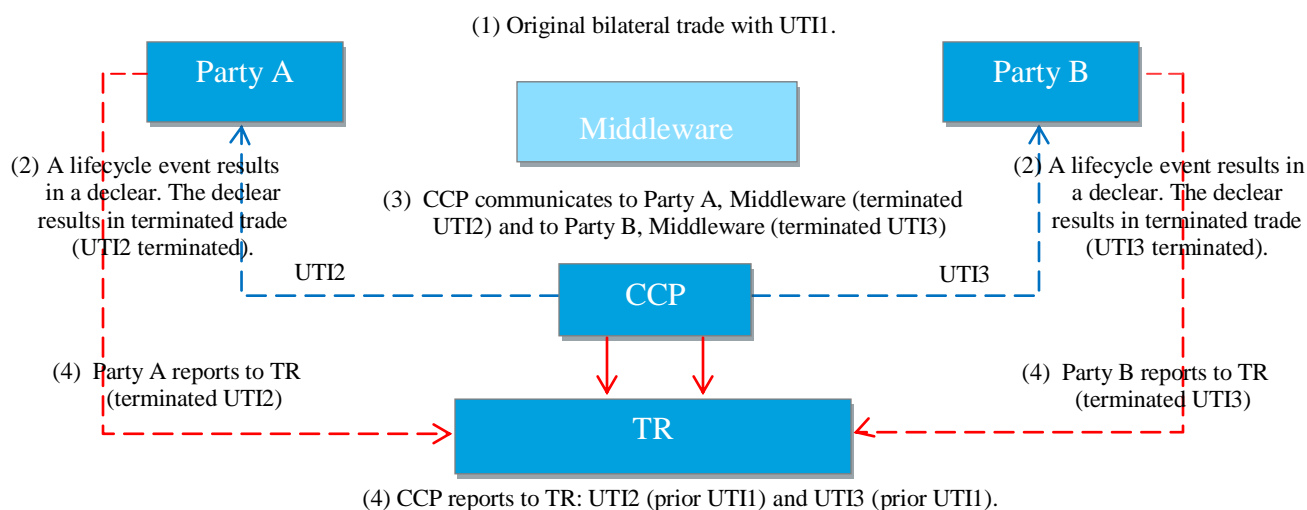 (1) Original bilateral trade with UTI1.
Party A
Party B
Middleware
(2) A lifecycle event results
in a declear. The declear
results in terminated trade
(UTI2 terminated).
(2) A lifecycle event results in
a declear. The declear
results in terminated trade
(UTI3 terminated).
(3) CCP communicates to Party A, Middleware (terminated
UTI2) and to Party B, Middleware (terminated UTI3)
UTI2
CCP
UTI3
(4) Party A reports to TR
(terminated UTI2)
(4) Party B reports to TR
(terminated UTI3)
TR
(4) CCP reports to TR: UTI2 (prior UTI1) and UTI3 (prior UTI1).